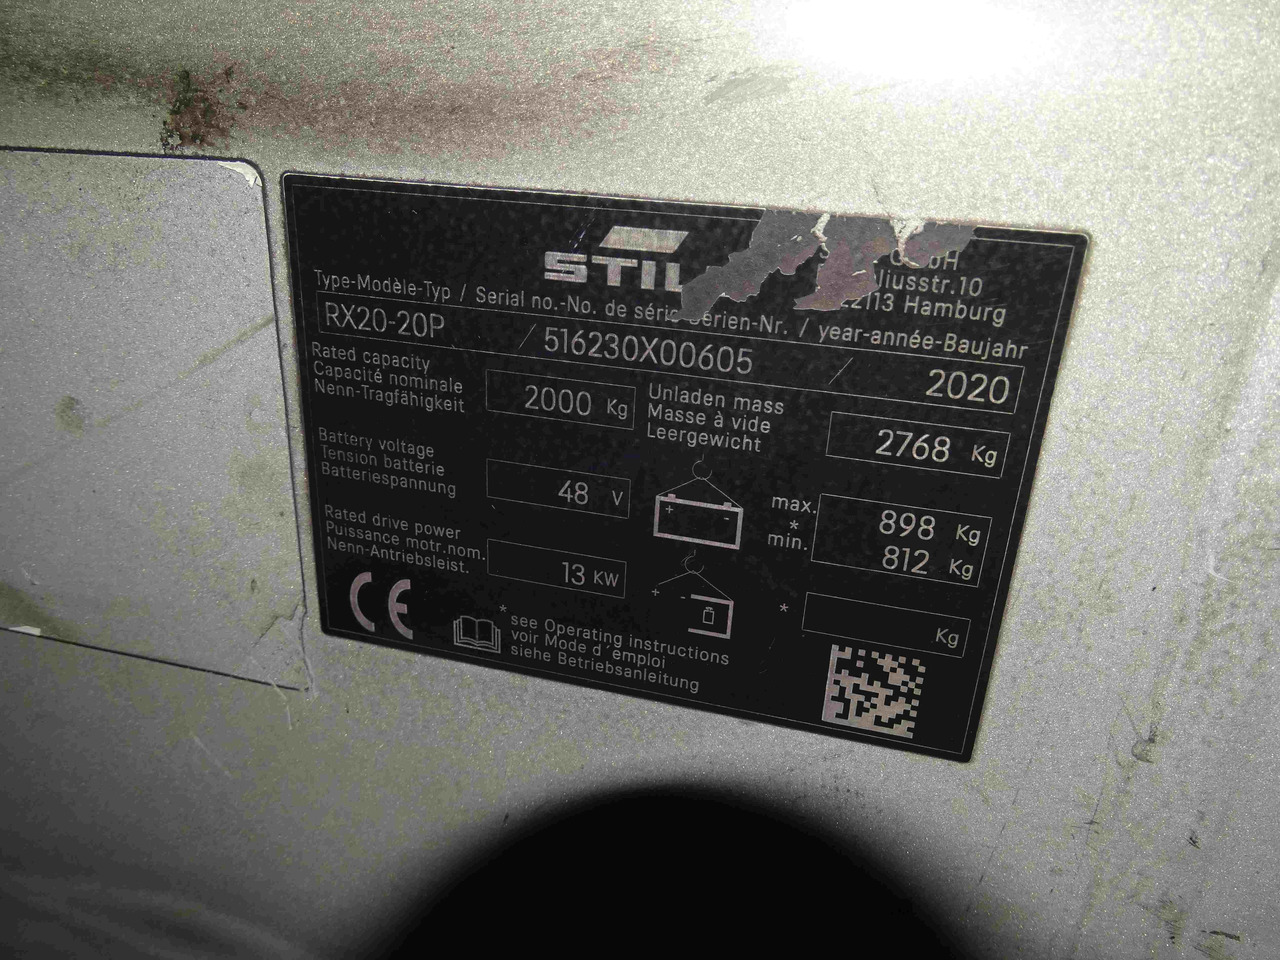 STIL
GmbH
22113 Hamburg
Type-Modèle-Typ / Serial no.-No. de série Serien-Nr. / year-année-Baujahr
RX20-20P / 516230X00605 / 2020
Rated capacity
Capacité nominale
Nenn-Tragfähigkeit
2000 Kg
Unladen mass
Masse à vide
Leergewicht
2768 Kg
Battery voltage
Tension batterie
Batteriespannung
48 V
+ -
max. 898 Kg
*
min. 812 Kg
Rated drive power
Puissance motr.nom.
Nenn-Antriebsleist.
13 KW
+ -
* Kg
CE
* see Operating instructions
voir Mode d'emploi
siehe Betriebsanleitung